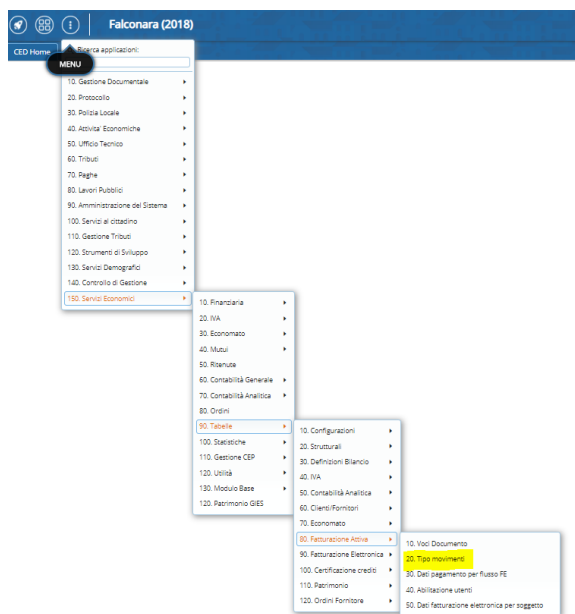 Falconara (2018)
CED Home
Ricerca applicazioni:
MENU
10. Gestione Documentale
20. Protocollo
30. Polizia Locale
40. Attivita' Economiche
50. Ufficio Tecnico
60. Tributi
70. Paghe
80. Lavori Pubblici
90. Amministrazione del Sistema
100. Servizi al cittadino
110. Gestione Tributi
120. Strumenti di Sviluppo
130. Servizi Demografici
140. Controllo di Gestione
150. Servizi Economici
10. Finanziaria
20. IVA
30. Economato
40. Mutui
50. Ritenute
60. Contabilità Generale
70. Contabilità Analitica
80. Ordini
90. Tabelle
100. Statistiche
110. Gestione CEP
120. Utilità
130. Modulo Base
120. Patrimonio GIES
10. Configurazioni
20. Strutturali
30. Definizioni Bilancio
40. IVA
50. Contabilità Analitica
60. Clienti/Fornitori
70. Economato
80. Fatturazione Attiva
90. Fatturazione Elettronica
100. Certificazione crediti
110. Patrimonio
120. Ordini Fornitore
10. Voci Documento
20. Tipo movimenti
30. Dati pagamento per flusso FE
40. Abilitazione utenti
50. Dati fatturazione elettronica per soggetto